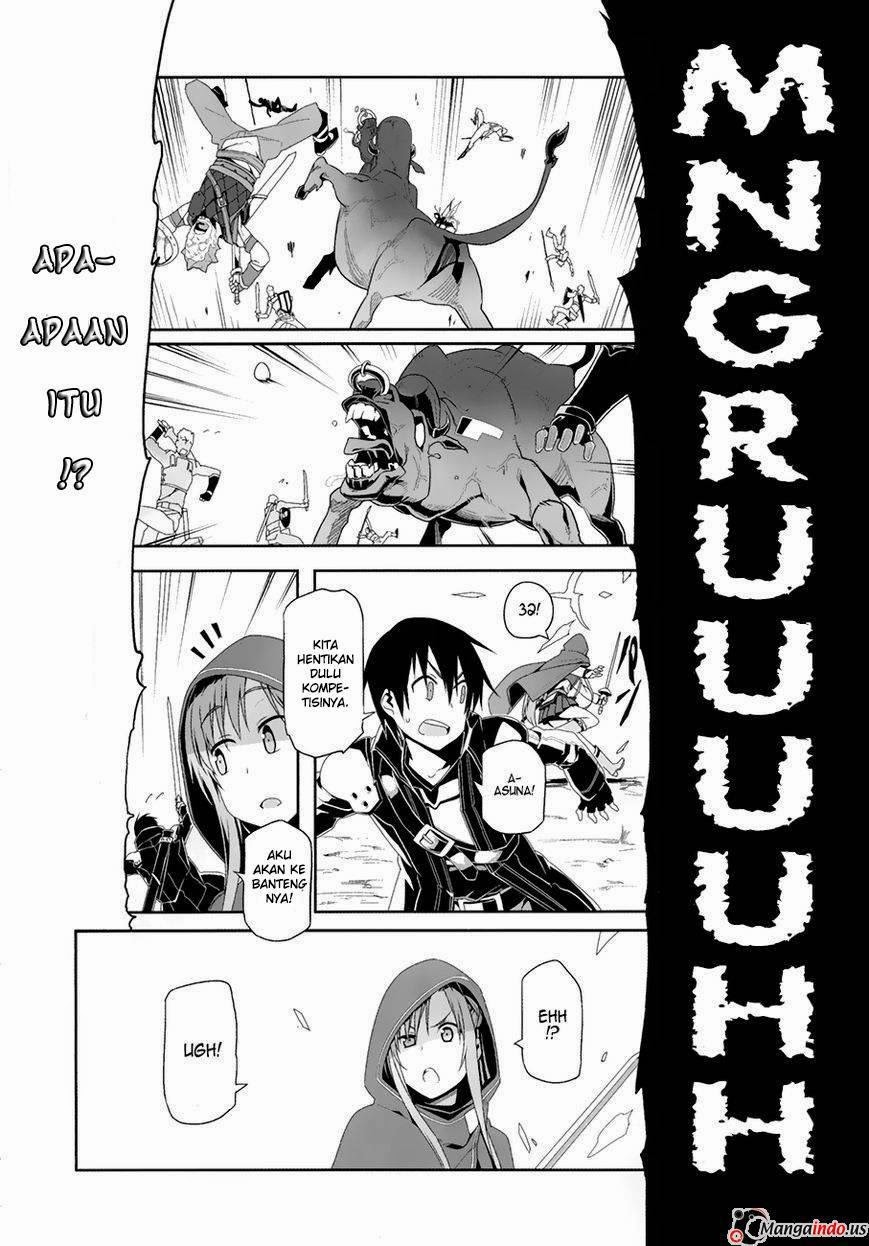 MNGRUUUUHH
APA-
APAAN
ITU
!?
32!
A-
ASUNA!
KITA
HENTIKAN
DULU
KOMPE-
TISINYA.
AKU
AKAN KE
BANTENG
NYA!
EHH
!?
UGH!
Mangaindo.us